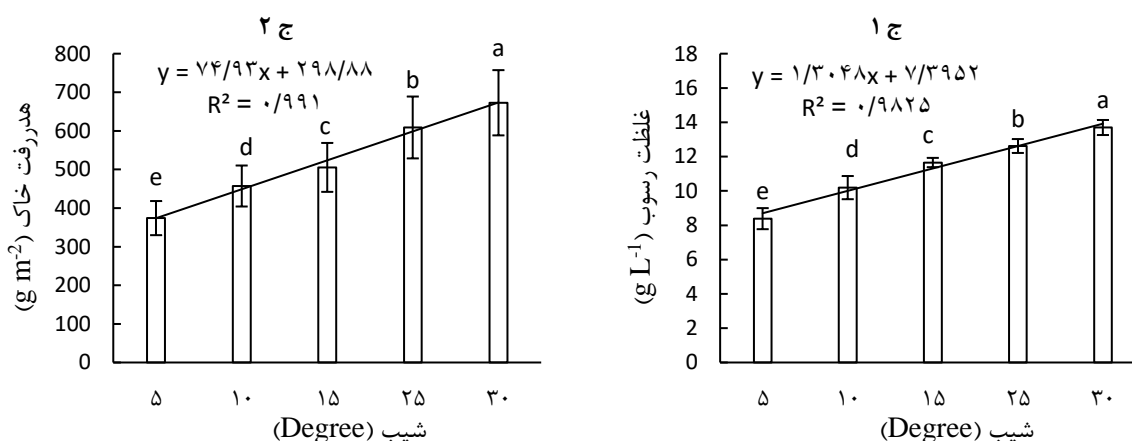 ج ۲
y = ۷۴/۹۳x + ۲۹۸/۸۸
R² = ۰/۹۹۱
هدررفت خاک (g m⁻²)
800
700
600
500
400
300
200
100
0
e
d
c
b
a
۵ ۱۰ ۱۵ ۲۵ ۳۰
شیب (Degree)
ج ۱
y = ۱/۳۰۴۸x + ۷/۳۹۵۲
R² = ۰/۹۸۲۵
غلظت رسوب (g L⁻¹)
18
16
14
12
10
8
6
4
2
0
e
d
c
b
a
۵ ۱۰ ۱۵ ۲۵ ۳۰
شیب (Degree)